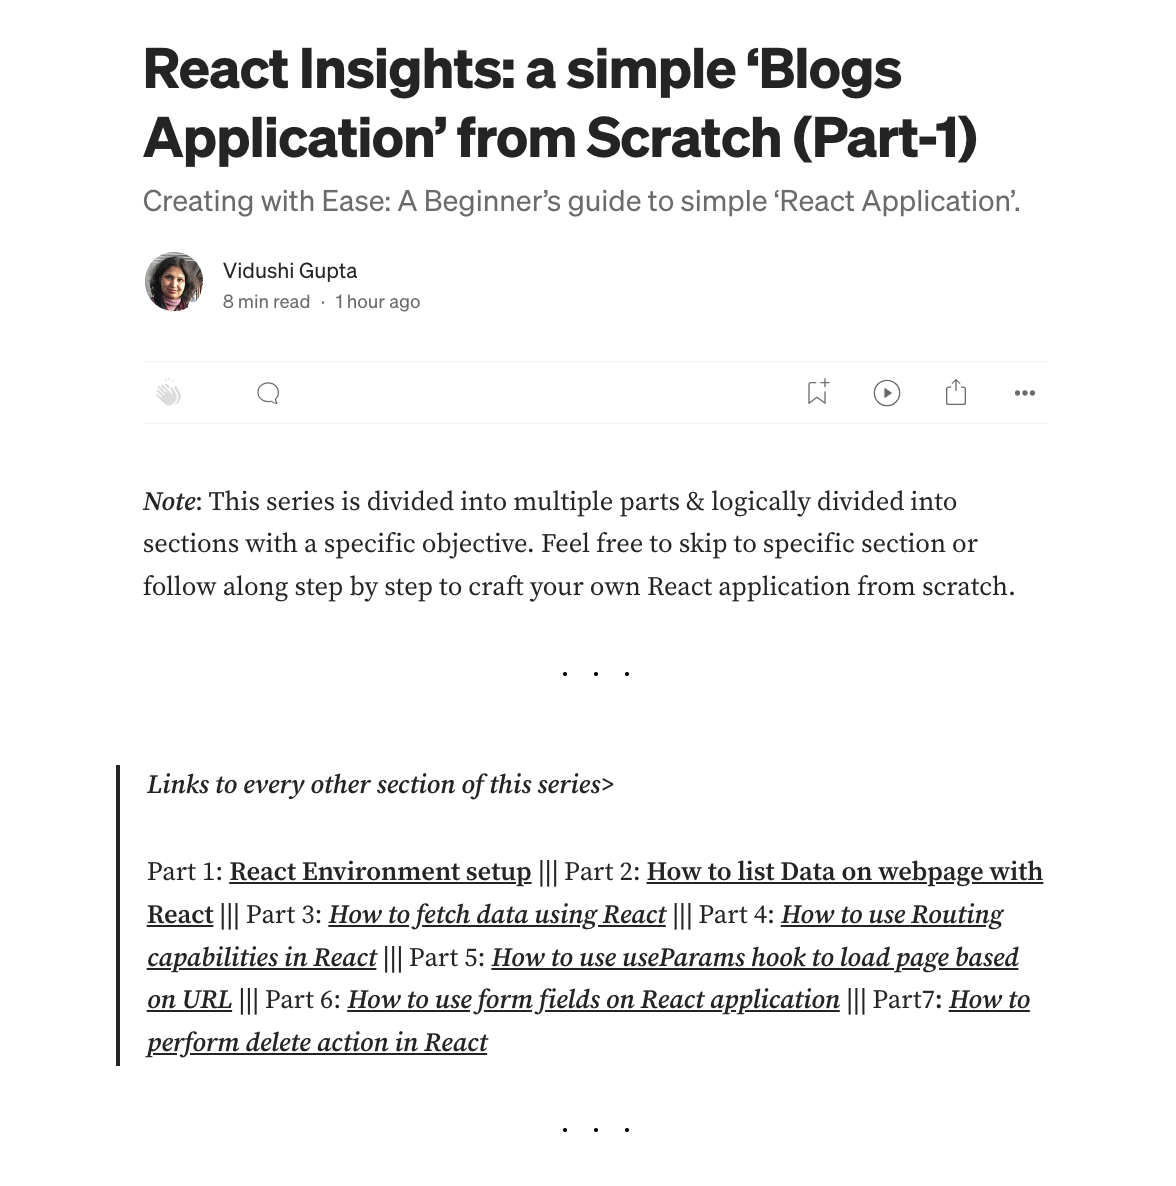 React Insights: a simple ‘Blogs
Application’ from Scratch (Part-1)
Creating with Ease: A Beginner’s guide to simple ‘React Application’.
Vidushi Gupta
8 min read · 1 hour ago
Note: This series is divided into multiple parts & logically divided into
sections with a specific objective. Feel free to skip to specific section or
follow along step by step to craft your own React application from scratch.
. . .
Links to every other section of this series>
Part 1: React Environment setup ||| Part 2: How to list Data on webpage with
React ||| Part 3: How to fetch data using React ||| Part 4: How to use Routing
capabilities in React ||| Part 5: How to use useParams hook to load page based
on URL ||| Part 6: How to use form fields on React application ||| Part7: How to
perform delete action in React
. . .